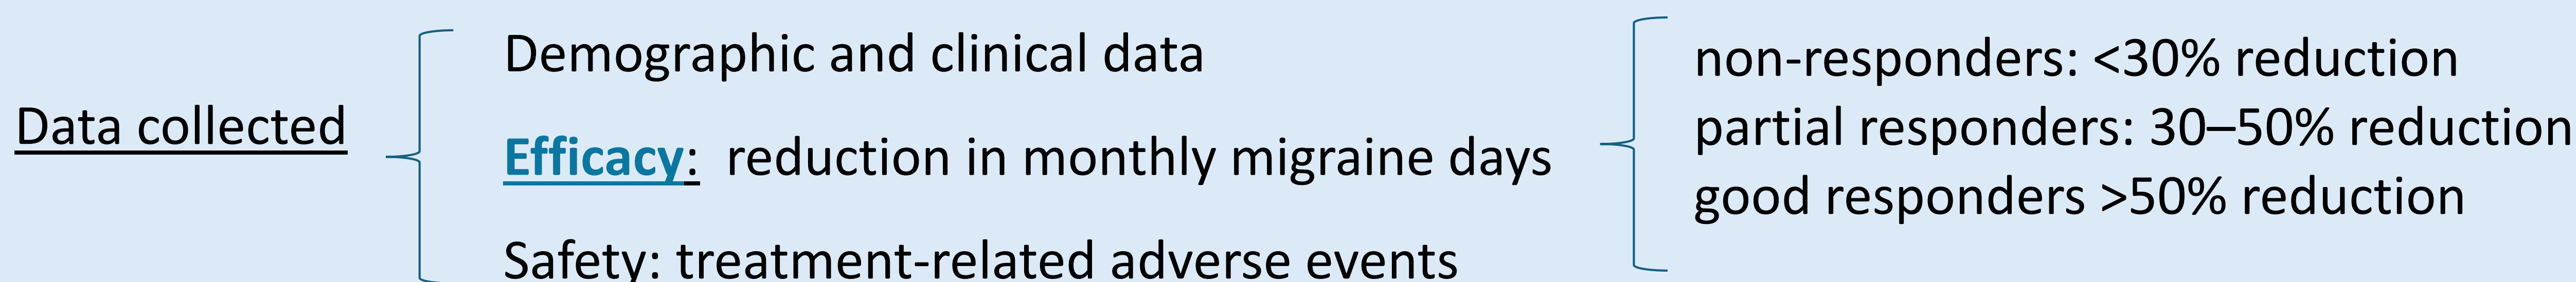 Data collected
Demographic and clinical data
Efficacy: reduction in monthly migraine days
Safety: treatment-related adverse events
non-responders: <30% reduction
partial responders: 30–50% reduction
good responders >50% reduction